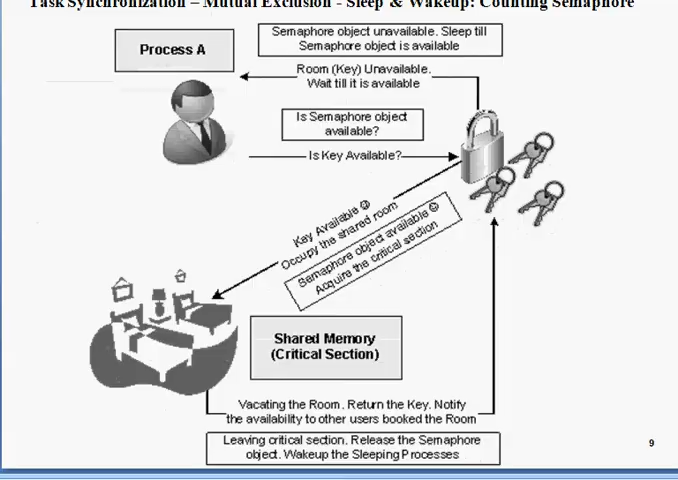 Task Synchronization – Mutual Exclusion - Sleep & Wakeup: Counting Semaphore
Process A
Semaphore object unavailable. Sleep till
Semaphore object is available
Room (Key) Unavailable.
Wait till it is available
Is Semaphore object
available?
Is Key Available?
Key Available ☺
Occupy the shared room
Semaphore object available ☺
Acquire the critical section
Shared Memory
(Critical Section)
Vacating the Room. Return the Key. Notify
the availability to other users booked the Room
Leaving critical section. Release the Semaphore
object. Wakeup the Sleeping Processes
9